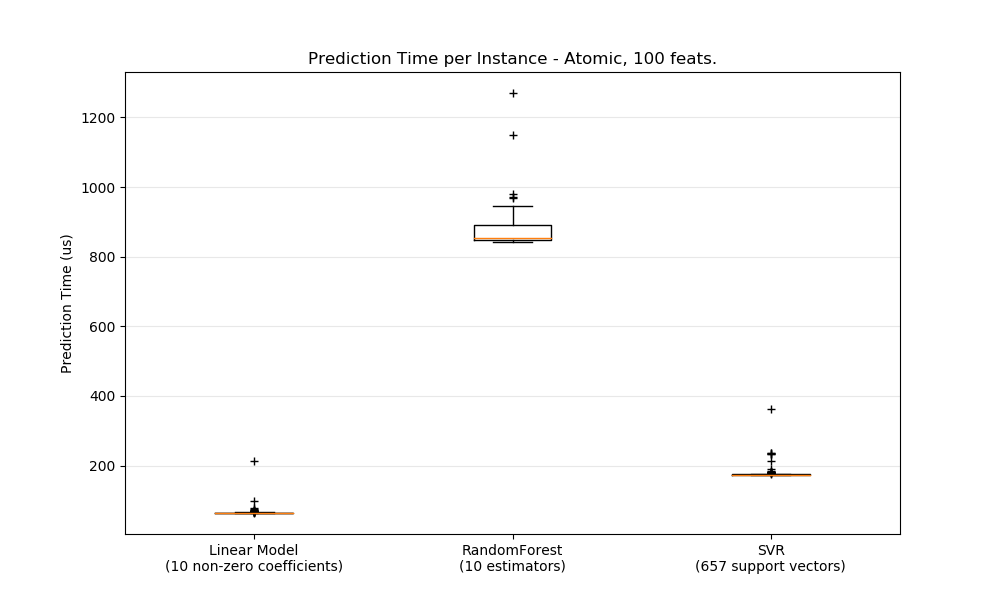 Prediction Time per Instance - Atomic, 100 feats.
Prediction Time (us)
1200
1000
800
600
400
200
Linear Model
(10 non-zero coefficients)
RandomForest
(10 estimators)
SVR
(657 support vectors)